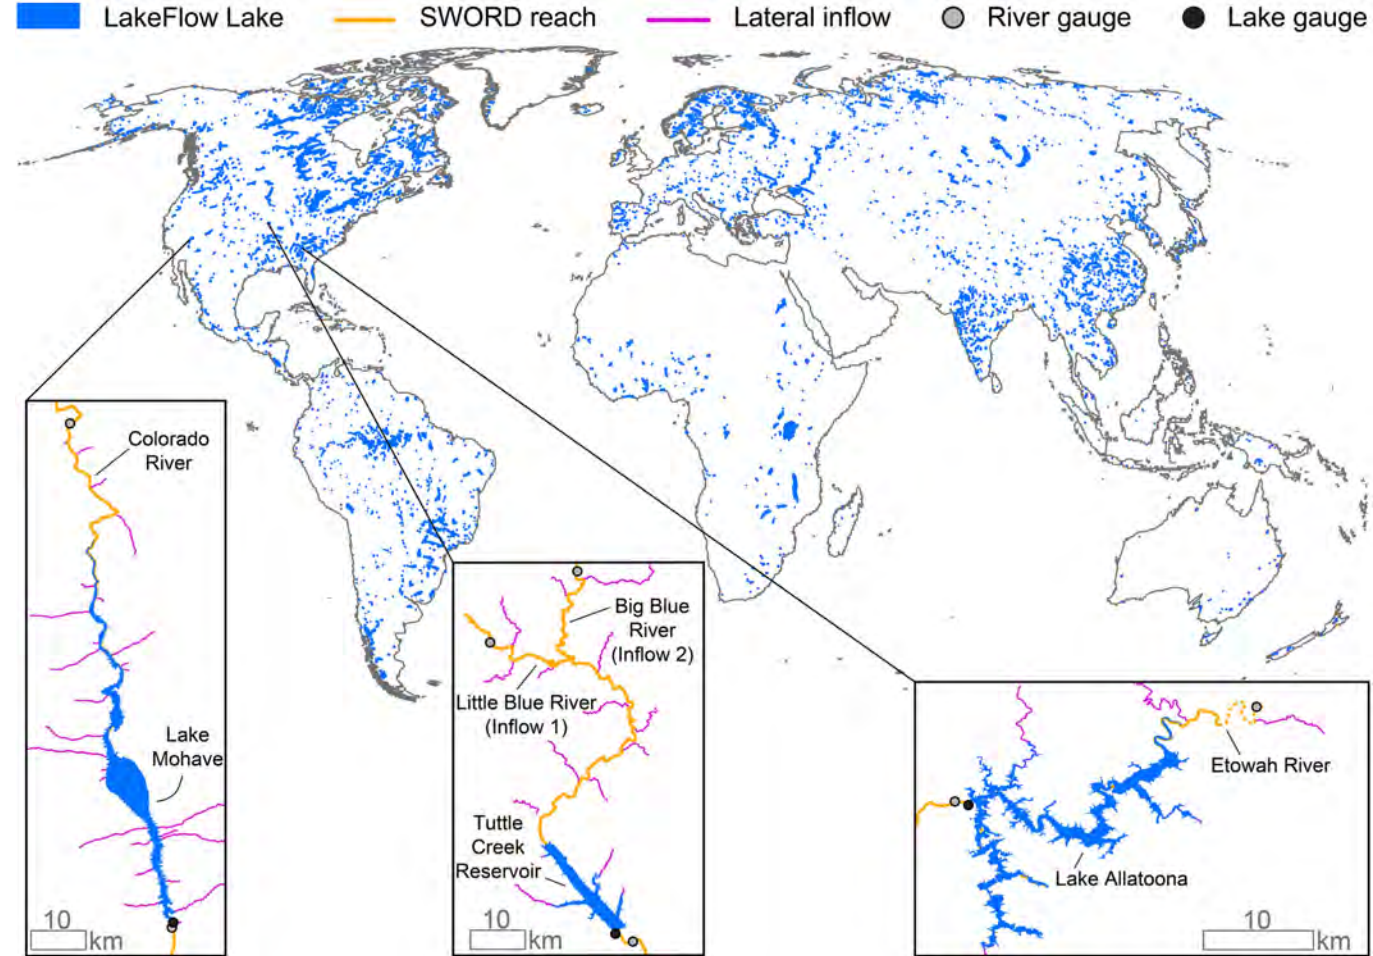 LakeFlow Lake
SWORD reach
Lateral inflow
River gauge
Lake gauge
Colorado
River
Lake
Mohave
10
km
Big Blue
River
(Inflow 2)
Little Blue River
(Inflow 1)
Tuttle
Creek
Reservoir
10
km
Etowah River
Lake Allatoona
10
km